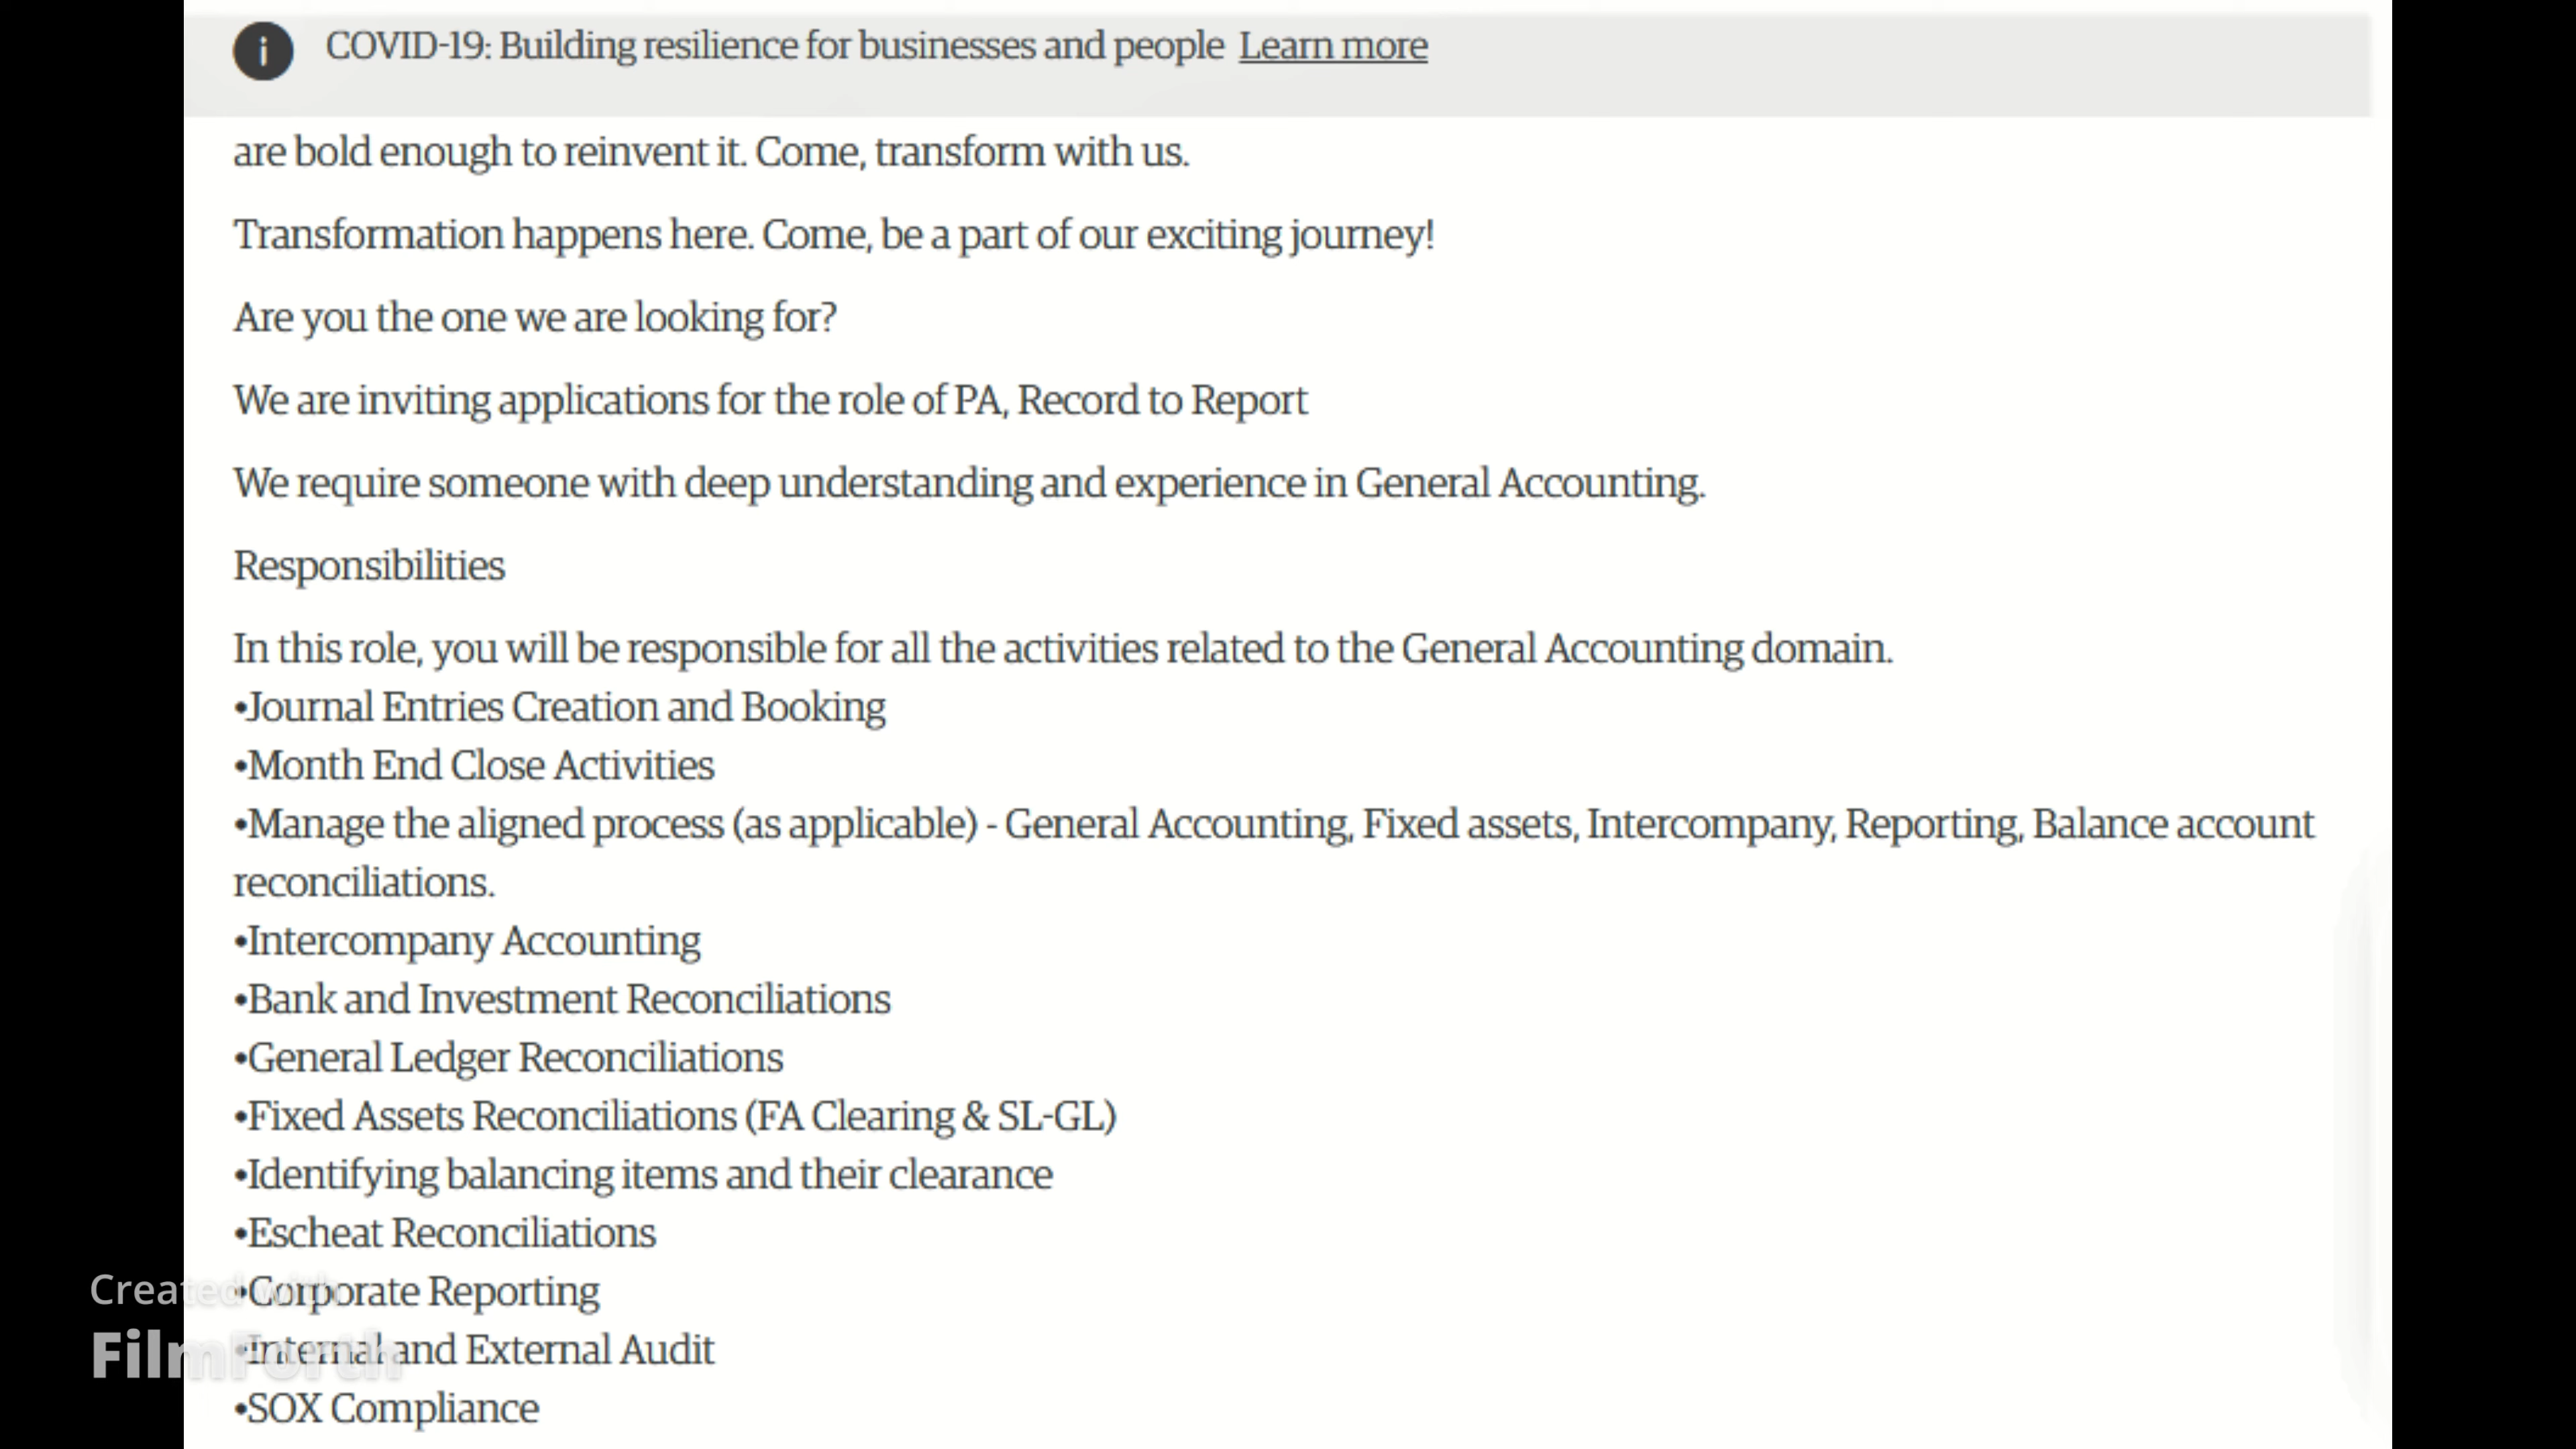 COVID-19: Building resilience for businesses and people Learn more
are bold enough to reinvent it. Come, transform with us.
Transformation happens here. Come, be a part of our exciting journey!
Are you the one we are looking for?
We are inviting applications for the role of PA, Record to Report
We require someone with deep understanding and experience in General Accounting.
Responsibilities
In this role, you will be responsible for all the activities related to the General Accounting domain.
•Journal Entries Creation and Booking
•Month End Close Activities
•Manage the aligned process (as applicable) - General Accounting, Fixed assets, Intercompany, Reporting, Balance account
reconciliations.
•Intercompany Accounting
•Bank and Investment Reconciliations
•General Ledger Reconciliations
•Fixed Assets Reconciliations (FA Clearing & SL-GL)
•Identifying balancing items and their clearance
•Escheat Reconciliations
•Corporate Reporting
•Internal and External Audit
•SOX Compliance
Created with
FilmForth